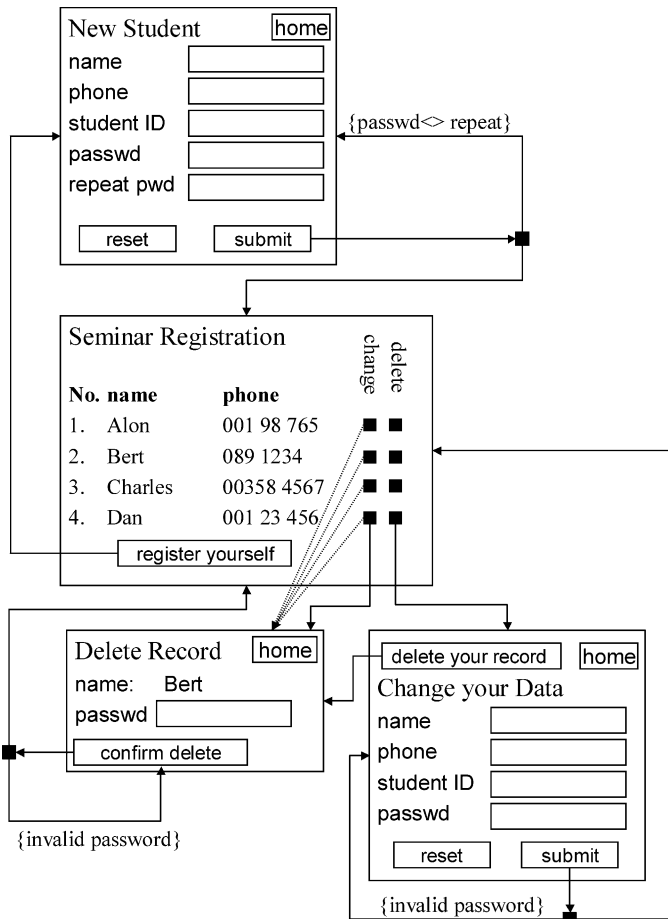 New Student home
name
phone
student ID
passwd
repeat pwd
reset submit
{passwd<> repeat}
Seminar Registration
change
delete
No. name phone
1. Alon 001 98 765
2. Bert 089 1234
3. Charles 00358 4567
4. Dan 001 23 456
register yourself
Delete Record home
name: Bert
passwd
confirm delete
{invalid password}
delete your record home
Change your Data
name
phone
student ID
passwd
reset submit
{invalid password}